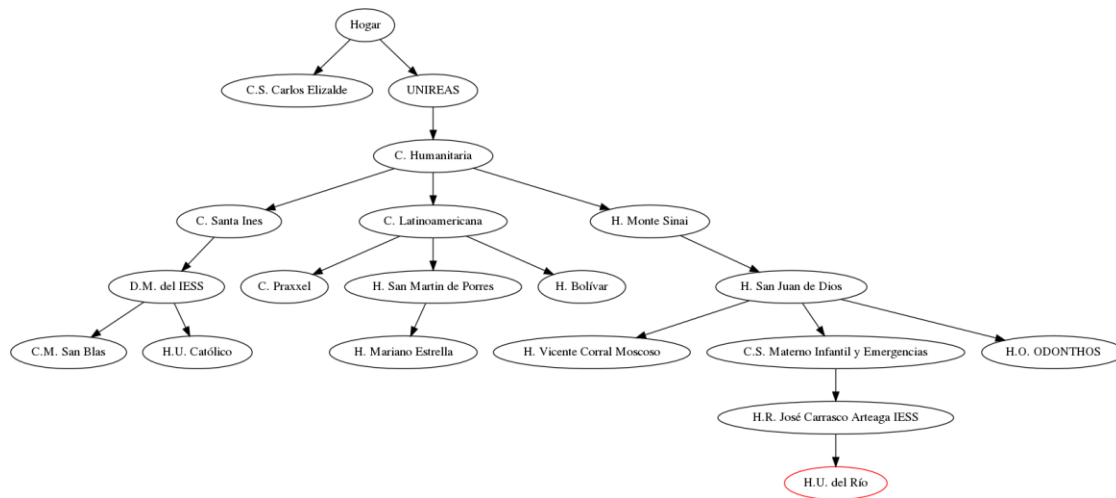 Hogar
C.S. Carlos Elizalde
UNIREAS
C. Humanitaria
C. Santa Ines
C. Latinoamericana
H. Monte Sinai
D.M. del IESS
C. Praxxel
H. San Martin de Porres
H. Bolívar
H. San Juan de Dios
C.M. San Blas
H.U. Católico
H. Mariano Estrella
H. Vicente Corral Moscoso
C.S. Materno Infantil y Emergencias
H.O. ODONTHOS
H.R. José Carrasco Arteaga IESS
H.U. del Río